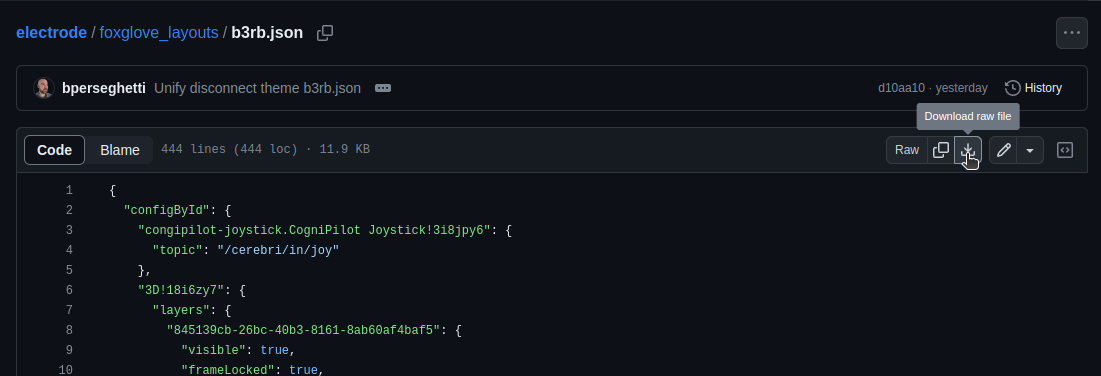 electrode / foxglove_layouts / b3rb.json
bperseghetti Unify disconnect theme b3rb.json d10aa10 · yesterday History
Download raw file
Code Blame 444 lines (444 loc) · 11.9 KB Raw
1 {
2 "configById": {
3 "congipilot-joystick.CogniPilot Joystick!3i8jpy6": {
4 "topic": "/cerebri/in/joy"
5 },
6 "3D!18i6zy7": {
7 "layers": {
8 "845139cb-26bc-40b3-8161-8ab60af4baf5": {
9 "visible": true,
10 "frameLocked": true,